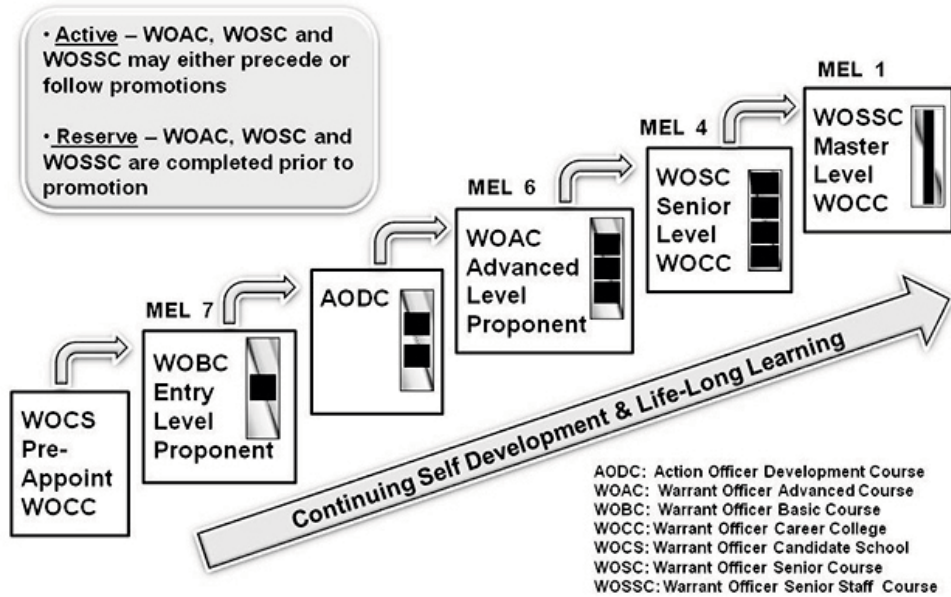 • Active – WOAC, WOSC and
WOSSC may either precede or
follow promotions
• Reserve – WOAC, WOSC and
WOSSC are completed prior to
promotion
MEL 1
WOSSC
Master
Level
WOCC
MEL 4
WOSC
Senior
Level
WOCC
MEL 6
WOAC
Advanced
Level
Proponent
AODC
MEL 7
WOBC
Entry
Level
Proponent
WOCS
Pre-
Appoint
WOCC
Continuing Self Development & Life-Long Learning
AODC: Action Officer Development Course
WOAC: Warrant Officer Advanced Course
WOBC: Warrant Officer Basic Course
WOCC: Warrant Officer Career College
WOCS: Warrant Officer Candidate School
WOSC: Warrant Officer Senior Course
WOSSC: Warrant Officer Senior Staff Course